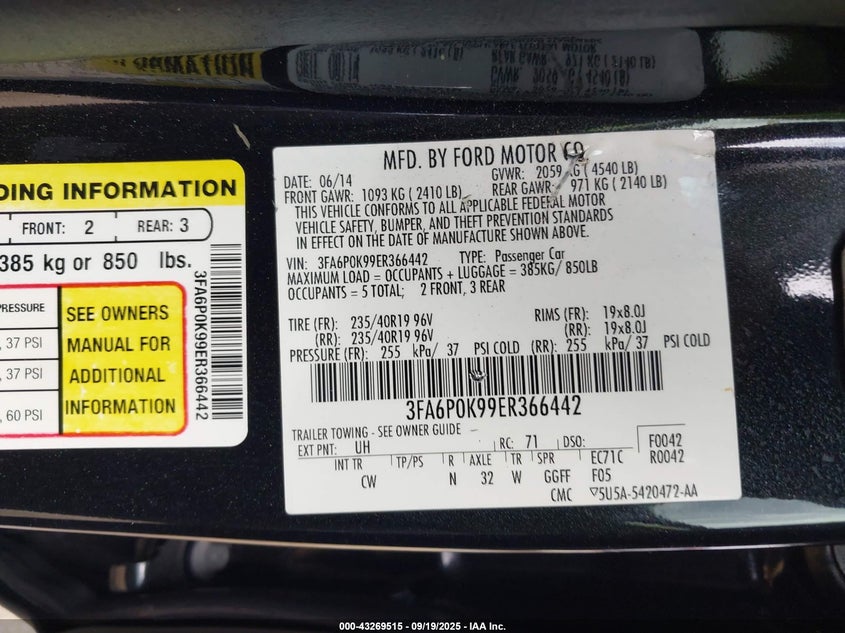 DING INFORMATION
FRONT: 2 REAR: 3
385 kg or 850 lbs.
PRESSURE
, 37 PSI
, 37 PSI
, 60 PSI
SEE OWNERS
MANUAL FOR
ADDITIONAL
INFORMATION
3FA6P0K99ER366442
MFD. BY FORD MOTOR CO.
DATE: 06/14 GVWR: 2059 KG ( 4540 LB)
FRONT GAWR: 1093 KG ( 2410 LB) REAR GAWR: 971 KG ( 2140 LB)
THIS VEHICLE CONFORMS TO ALL APPLICABLE FEDERAL MOTOR
VEHICLE SAFETY, BUMPER, AND THEFT PREVENTION STANDARDS
IN EFFECT ON THE DATE OF MANUFACTURE SHOWN ABOVE.
VIN: 3FA6P0K99ER366442 TYPE: Passenger Car
MAXIMUM LOAD = OCCUPANTS + LUGGAGE = 385KG/ 850LB
OCCUPANTS = 5 TOTAL; 2 FRONT, 3 REAR
TIRE (FR): 235/40R19 96V RIMS (FR): 19x8.0J
(RR): 235/40R19 96V (RR): 19x8.0J
PRESSURE (FR): 255 kPa/ 37 PSI COLD (RR): 255 kPa/ 37 PSI COLD
3FA6P0K99ER366442
TRAILER TOWING - SEE OWNER GUIDE -
EXT PNT: UH RC: 71 DSO: F0042
INT TR TP/PS R AXLE TR SPR EC71C R0042
CW N 32 W GGFF F05
CMC ▽5U5A-5420472-AA
000-43269515 - 09/19/2025 - IAA Inc.